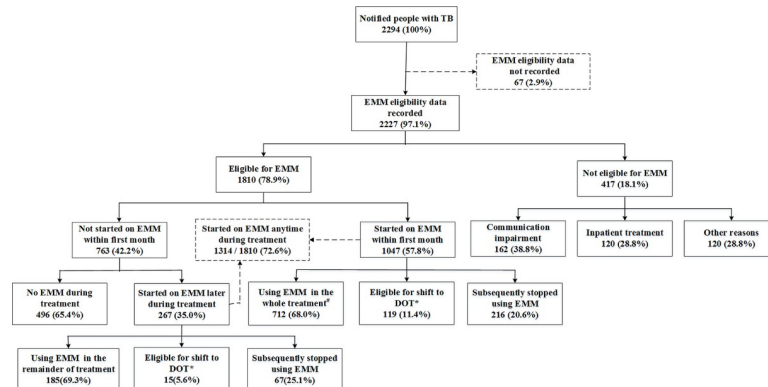 Notified people with TB
2294 (100%)
EMM eligibility data
not recorded
67 (2.9%)
EMM eligibility data
recorded
2227 (97.1%)
Eligible for EMM
1810 (78.9%)
Not eligible for EMM
417 (18.1%)
Not started on EMM
within first month
763 (42.2%)
Started on EMM anytime
during treatment
1314 / 1810 (72.6%)
Started on EMM
within first month
1047 (57.8%)
Communication
impairment
162 (38.8%)
Inpatient treatment
120 (28.8%)
Other reasons
120 (28.8%)
No EMM during
treatment
496 (65.4%)
Started on EMM later
during treatment
267 (35.0%)
Using EMM in the
whole treatment#
712 (68.0%)
Eligible for shift to
DOT*
119 (11.4%)
Subsequently stopped
using EMM
216 (20.6%)
Using EMM in the
remainder of treatment
185(69.3%)
Eligible for shift to
DOT*
15(5.6%)
Subsequently stopped
using EMM
67(25.1%)